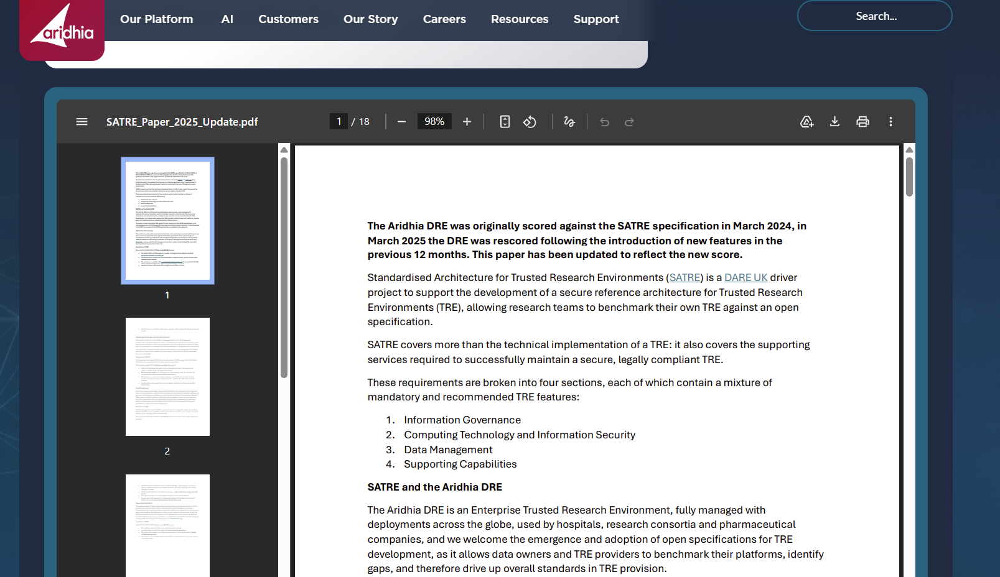 aridhia
Our Platform
AI
Customers
Our Story
Careers
Resources
Support
Search...
SATRE_Paper_2025_Update.pdf
1 / 18
98%
1
2
The Aridhia DRE was originally scored against the SATRE specification in March 2024, in
March 2025 the DRE was rescored following the introduction of new features in the
previous 12 months. This paper has been updated to reflect the new score.
Standardised Architecture for Trusted Research Environments (SATRE) is a DARE UK driver
project to support the development of a secure reference architecture for Trusted Research
Environments (TRE), allowing research teams to benchmark their own TRE against an open
specification.
SATRE covers more than the technical implementation of a TRE: it also covers the supporting
services required to successfully maintain a secure, legally compliant TRE.
These requirements are broken into four sections, each of which contain a mixture of
mandatory and recommended TRE features:
1. Information Governance
2. Computing Technology and Information Security
3. Data Management
4. Supporting Capabilities
SATRE and the Aridhia DRE
The Aridhia DRE is an Enterprise Trusted Research Environment, fully managed with
deployments across the globe, used by hospitals, research consortia and pharmaceutical
companies, and we welcome the emergence and adoption of open specifications for TRE
development, as it allows data owners and TRE providers to benchmark their platforms, identify
gaps, and therefore drive up overall standards in TRE provision.